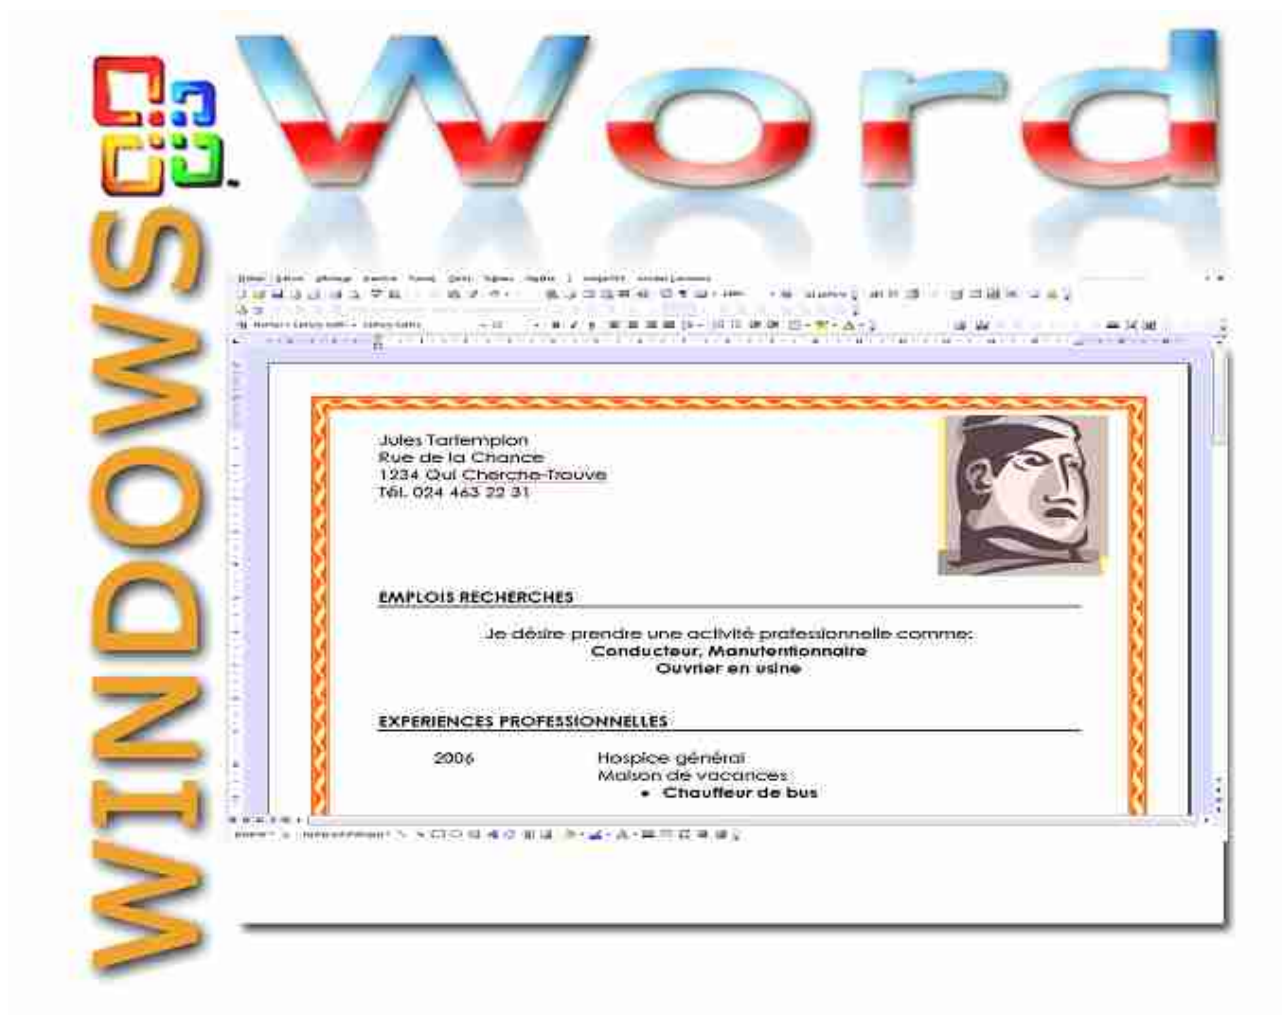 Word
WINDOWS
Jules Tartempion
Rue de la Chance
1234 Qui Cherche-Trouve
Tél. 024 463 22 31
EMPLOIS RECHERCHES
Je désire prendre une activité professionnelle comme:
Conducteur, Manutentionnaire
Ouvrier en usine
EXPERIENCES PROFESSIONNELLES
2006 Hospice général
Maison de vacances
• Chauffeur de bus